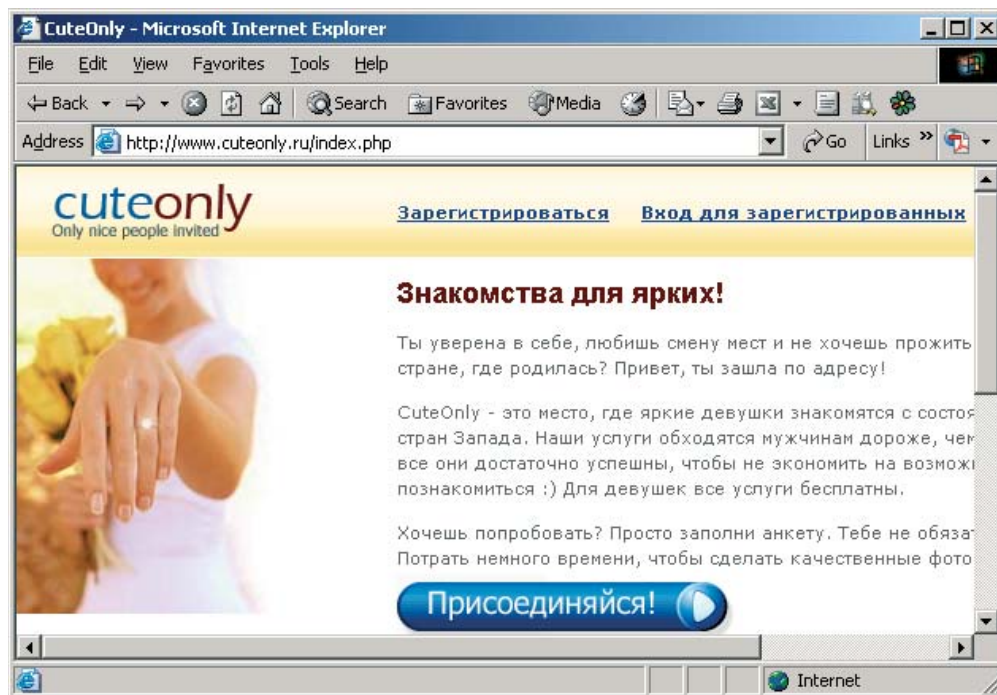 CuteOnly - Microsoft Internet Explorer
File Edit View Favorites Tools Help
Back Search Favorites Media
Address http://www.cuteonly.ru/index.php Go Links »
cuteonly
Only nice people invited
Зарегистрироваться Вход для зарегистрированных
Знакомства для ярких!
Ты уверена в себе, любишь смену мест и не хочешь прожить
стране, где родилась? Привет, ты зашла по адресу!
CuteOnly - это место, где яркие девушки знакомятся с состоя
стран Запада. Наши услуги обходятся мужчинам дороже, чем
все они достаточно успешны, чтобы не экономить на возможн
познакомиться :) Для девушек все услуги бесплатны.
Хочешь попробовать? Просто заполни анкету. Тебе не обязат
Потрать немного времени, чтобы сделать качественные фото
Присоединяйся!
Internet